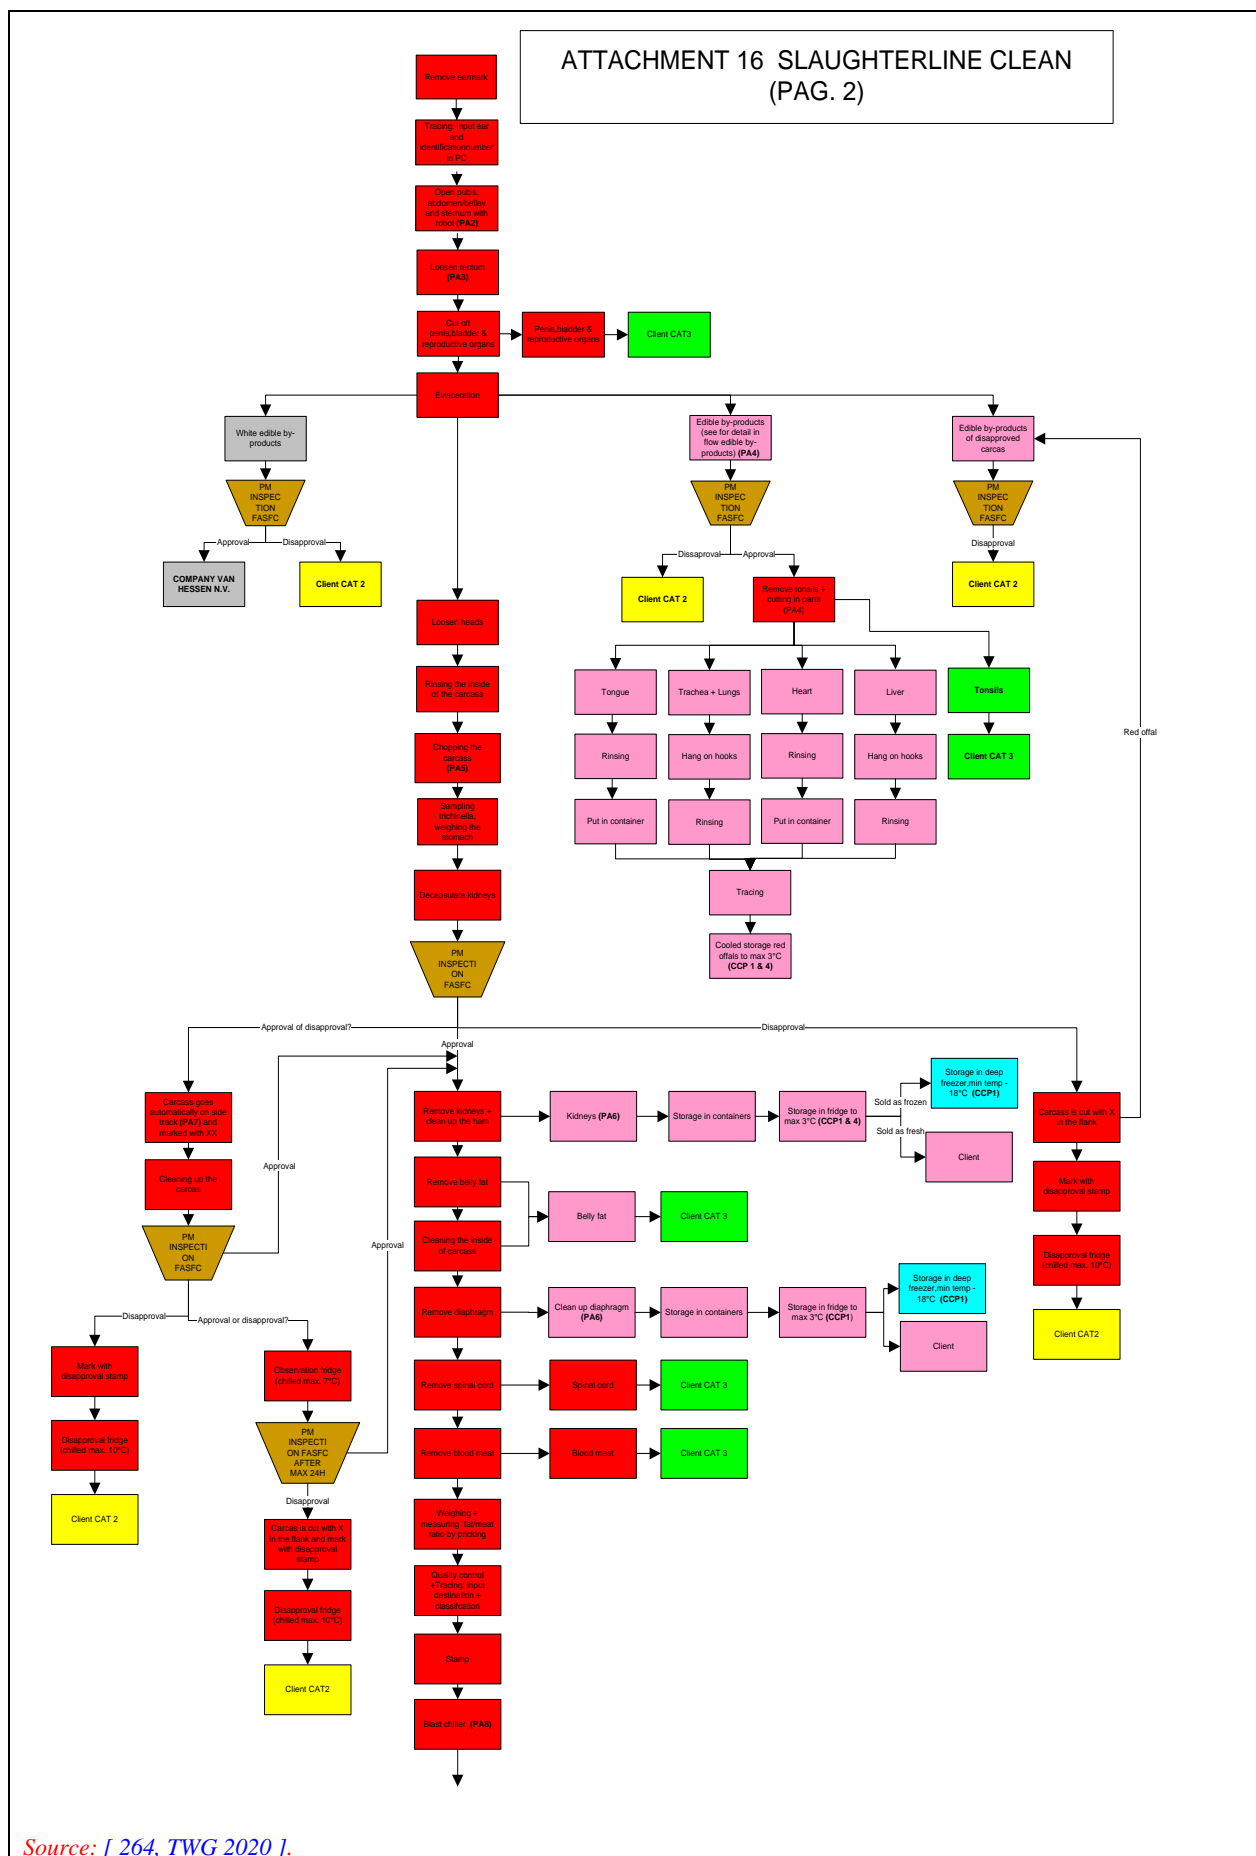 ATTACHMENT 16  SLAUGHTERLINE CLEAN
(PAG. 2)
Remove earmark
Tracing: input ear
and
identificationnumber
in PC
Open pubis,
abdomen/belley
and sternum with
robot (PA2)
Loosen rectum
(PA3)
Cut off
penis,bladder &
reproductive organs
Penis,bladder &
reproductive organs
Client CAT3
Evisceration
White edible by-
products
Edible by-products
(see for detail in
flow edible by-
products) (PA4)
Edible by-products
of disapproved
carcas
PM
INSPEC
TION
FASFC
PM
INSPEC
TION
FASFC
PM
INSPEC
TION
FASFC
Approval
Disapproval
Dissaproval
Approval
Disapproval
COMPANY VAN
HESSEN N.V.
Client CAT 2
Client CAT 2
Remove tonsils +
cutting in parts
(PA4)
Client CAT 2
Loosen heads
Rinsing the inside
of the carcass
Tongue
Trachea + Lungs
Heart
Liver
Tonsils
Red offal
Chopping the
carcass
(PA5)
Rinsing
Hang on hooks
Rinsing
Hang on hooks
Client CAT 3
Sampling
trichinella,
weighing the
stomach
Put in container
Rinsing
Put in container
Rinsing
Decapsulate kidneys
Tracing
PM
INSPECTI
ON
FASFC
Cooled storage red
offals to max 3°C
(CCP 1 & 4)
Approval of disapproval?
Approval
Disapproval
Carcass goes
automatically on side
track (PA7) and
marked with XX
Remove kidneys +
clean up the ham
Kidneys (PA6)
Storage in containers
Storage in fridge to
max 3°C (CCP1 & 4)
Sold as frozen
Storage in deep
freezer,min temp -
18°C (CCP1)
Sold as fresh
Client
Carcass is cut with X
in the flank
Approval
Cleaning up the
carcas
Remove belly fat
Mark with
disapproval stamp
Belly fat
Client CAT 3
PM
INSPECTI
ON
FASFC
Approval
Cleaning the inside
of carcass
Disapproval fridge
(chilled max. 10°C)
Remove diaphragm
Clean up diaphragm
(PA6)
Storage in containers
Storage in fridge to
max 3°C (CCP1)
Storage in deep
freezer,min temp -
18°C (CCP1)
Client
Client CAT2
Disapproval
Approval or disapproval?
Mark with
disapproval stamp
Observation fridge
(chilled max. 7°C)
Remove spinal cord
Spinal cord
Client CAT 3
Disapproval fridge
(chilled max. 10°C)
PM
INSPECTI
ON FASFC
AFTER
MAX 24H
Remove blood meat
Blood meat
Client CAT 3
Client CAT 2
Disapproval
Carcas is cut with X
in the flank and mark
with disapproval
stamp
Weighing +
measuring  fat/meat
ratio by pricking
Quality control
+Tracing: input
destination +
classifcation
Disapproval fridge
(chilled max. 10°C)
Stamp
Client CAT2
Blast chiller  (PA8)
Source: [ 264, TWG 2020 ].